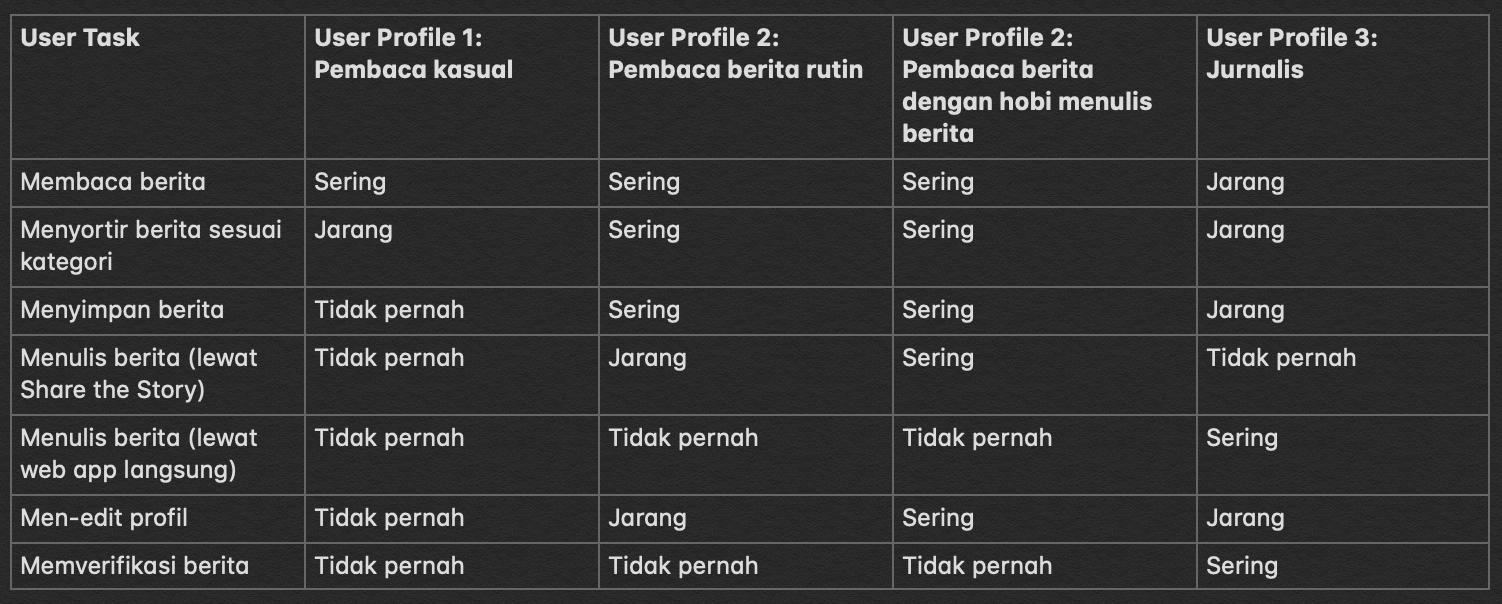 User Task
User Profile 1:
Pembaca kasual
User Profile 2:
Pembaca berita rutin
User Profile 2:
Pembaca berita
dengan hobi menulis
berita
User Profile 3:
Jurnalis
Membaca berita
Sering
Sering
Sering
Jarang
Menyortir berita sesuai
kategori
Jarang
Sering
Sering
Jarang
Menyimpan berita
Tidak pernah
Sering
Sering
Jarang
Menulis berita (lewat
Share the Story)
Tidak pernah
Jarang
Sering
Tidak pernah
Menulis berita (lewat
web app langsung)
Tidak pernah
Tidak pernah
Tidak pernah
Sering
Men-edit profil
Tidak pernah
Jarang
Sering
Jarang
Memverifikasi berita
Tidak pernah
Tidak pernah
Tidak pernah
Sering